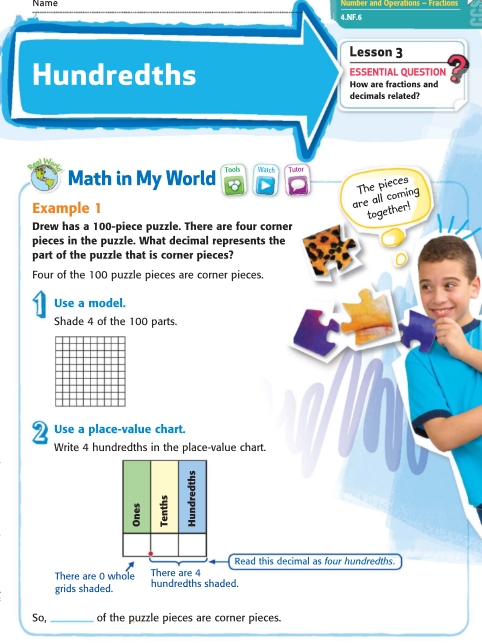 Name
Number and Operations – Fractions
4.NF.6
CCSS
Hundredths
Lesson 3
ESSENTIAL QUESTION
How are fractions and
decimals related?
?
Real World
Math in My World
Tools
Watch
Tutor
The pieces
are all coming
together!
Example 1
Drew has a 100-piece puzzle. There are four corner
pieces in the puzzle. What decimal represents the
part of the puzzle that is corner pieces?
Four of the 100 puzzle pieces are corner pieces.
1 Use a model.
Shade 4 of the 100 parts.
2 Use a place-value chart.
Write 4 hundredths in the place-value chart.
Ones
Tenths
Hundredths
Read this decimal as four hundredths.
There are 0 whole
grids shaded.
There are 4
hundredths shaded.
So, ________ of the puzzle pieces are corner pieces.